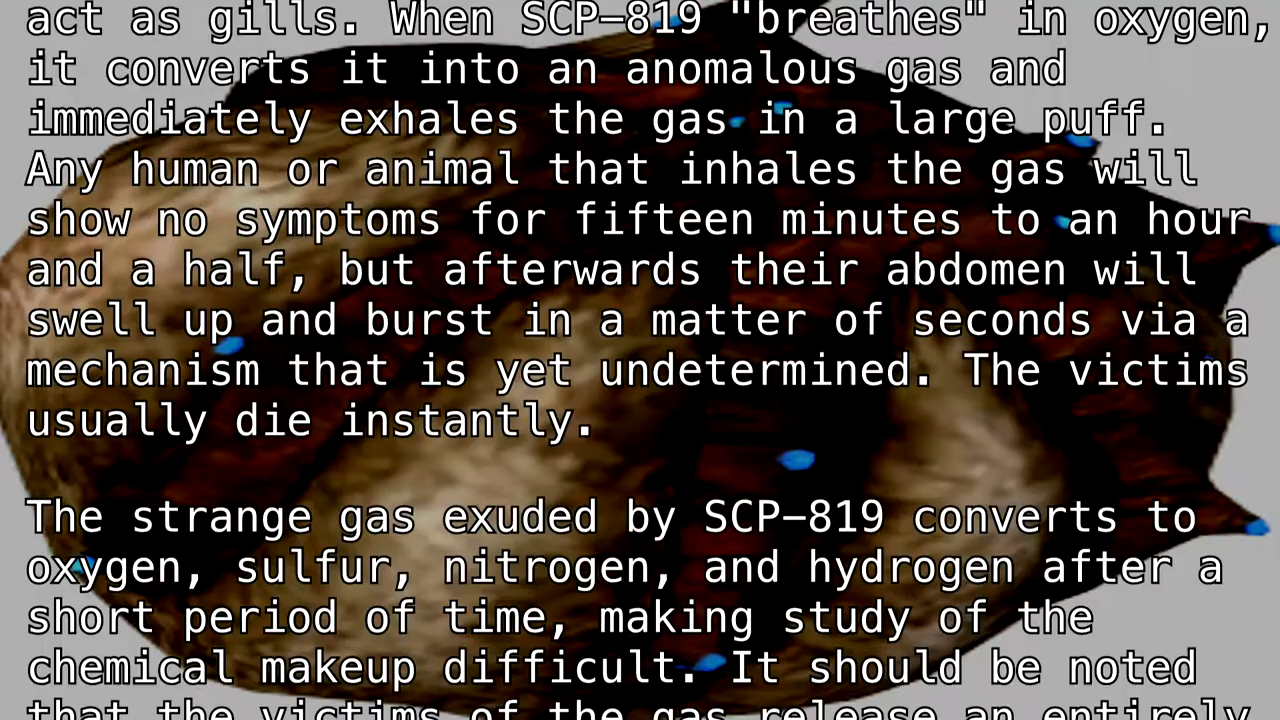 act as gills. When SCP-819 "breathes" in oxygen,
it converts it into an anomalous gas and
immediately exhales the gas in a large puff.
Any human or animal that inhales the gas will
show no symptoms for fifteen minutes to an hour
and a half, but afterwards their abdomen will
swell up and burst in a matter of seconds via a
mechanism that is yet undetermined. The victims
usually die instantly.
The strange gas exuded by SCP-819 converts to
oxygen, sulfur, nitrogen, and hydrogen after a
short period of time, making study of the
chemical makeup difficult. It should be noted
that the victims of the gas release an entirely